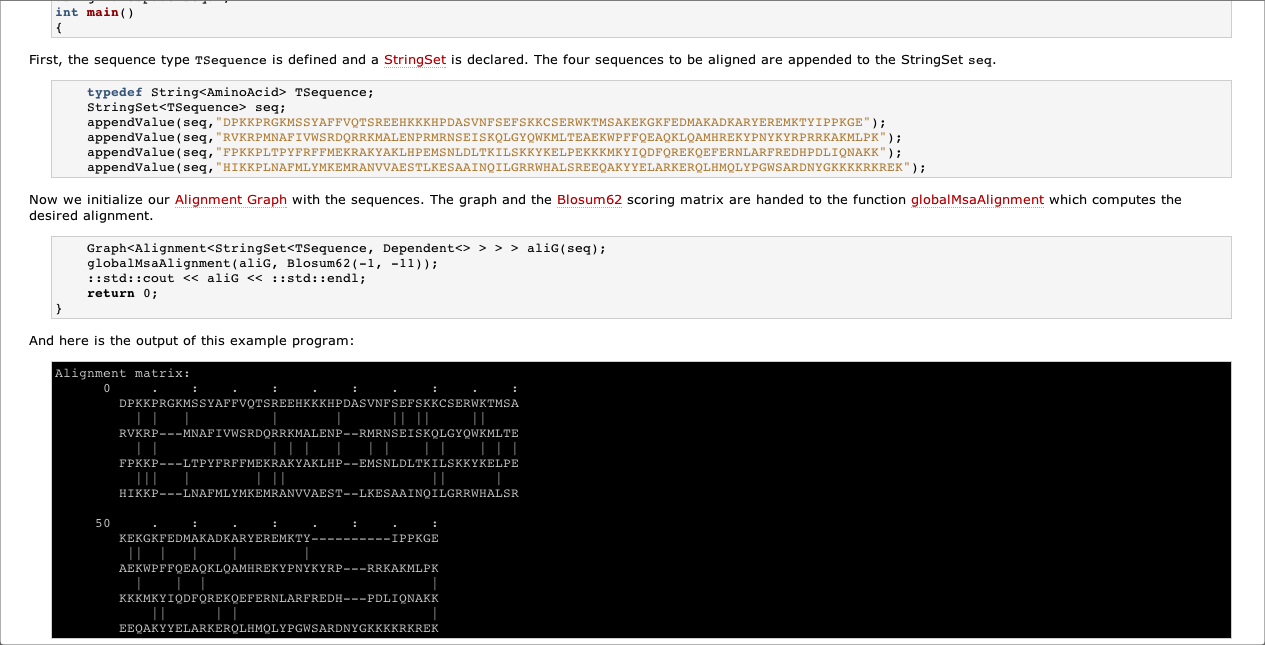 int main()
{
First, the sequence type TSequence is defined and a StringSet is declared. The four sequences to be aligned are appended to the StringSet seq.
typedef String<AminoAcid> TSequence;
StringSet<TSequence> seq;
appendValue(seq,"DPKKPRGKMSSYAFFVQTSREEHKKKHPDASVNFSEFSKKCSERWKTMSAKEKGKFEDMAKADKARYEREMKTYIPPKGE");
appendValue(seq,"RVKRPMNAFIVWSRDQRRKMALENPRMRNSEISKQLGYQWKMLTEAEKWPFFQEAQKLQAMHREKYPNYKYRPRRKAKMLPK");
appendValue(seq,"FPKKPLTPYFRFFMEKRAKYAKLHPEMSNLDLTKILSKKYKELPEKKKMKYIQDFQREKQEFERNLARFREDHPDLIQNAKK");
appendValue(seq,"HIKKPLNAFMLYMKEMRANVVAESTLKESAAINQILGRRWHALSREEQAKYYELARKERQLHMQLYPGWSARDNYGKKKKRKREK");
Now we initialize our Alignment Graph with the sequences. The graph and the Blosum62 scoring matrix are handed to the function globalMsaAlignment which computes the
desired alignment.
Graph<Alignment<StringSet<TSequence, Dependent<> > > > aliG(seq);
globalMsaAlignment(aliG, Blosum62(-1, -11));
::std::cout << aliG << ::std::endl;
return 0;
}
And here is the output of this example program:
Alignment matrix:
      0     .    :    .    :    .    :    .    :    .    :
        DPKKPRGKMSSYAFFVQTSREEHKKKHPDASVNFSEFSKKCSERWKTMSA
          | |   |          |       |      || ||     ||
        RVKRP---MNAFIVWSRDQRRKMALENP--RMRNSEISKQLGYQWKMLTE
          | |              | | |   |   | |    | |    | | |
        FPKKP---LTPYFRFFMEKRAKYAKLHP--EMSNLDLTKILSKKYKELPE
          |||   |        | ||                  ||      |
        HIKKP---LNAFMLYMKEMRANVVAEST--LKESAAINQILGRRWHALSR
     50     .    :    .    :    .    :    .    :
        KEKGKFEDMAKADKARYEREMKTY----------IPPKGE
         ||  |   |    |        |
        AEKWPFFQEAQKLQAMHREKYPNYKYRP---RRKAKMLPK
          |    |  |                            |
        KKKMKYIQDFQREKQEFERNLARFREDH---PDLIQNAKK
            ||      | |                        |
        EEQAKYYELARKERQLHMQLYPGWSARDNYGKKKKRKREK